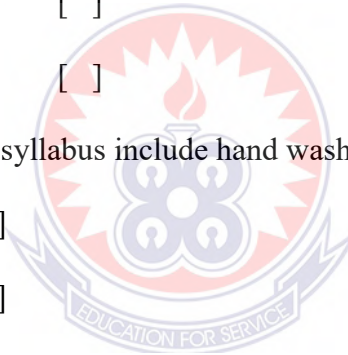 [ ]
[ ]
syllabus include hand wash
]
]
EDUCATION FOR SERVICE